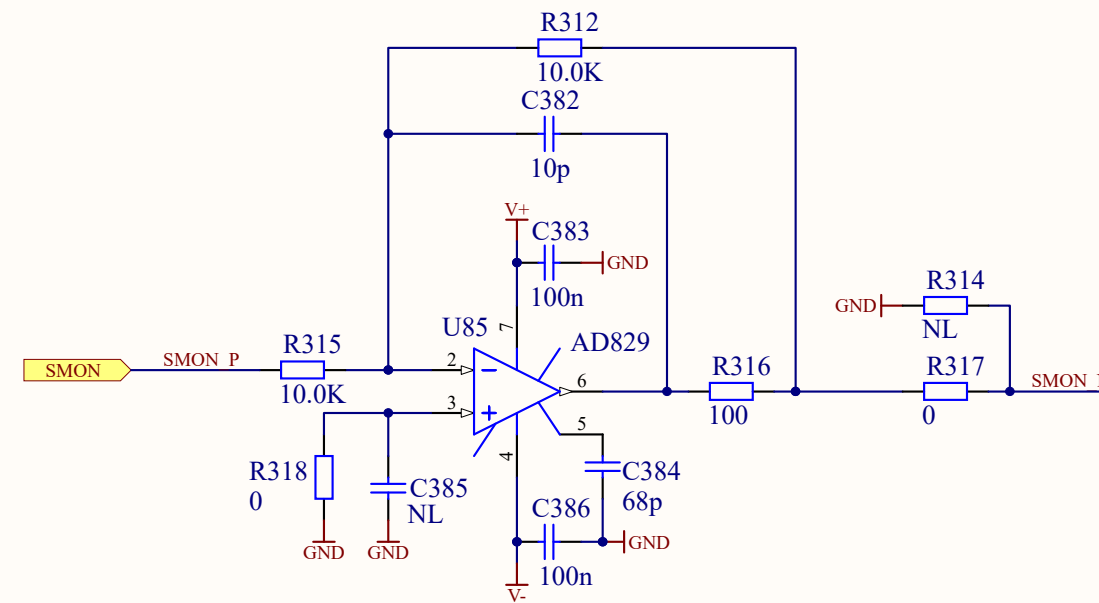 R312
10.0K
C382
10p
V+
C383
GND
100n
7
U85
AD829
R314
GND
NL
SMON
SMON_P
R315
10.0K
2
3
6
R316
100
R317
0
5
4
R318
0
C385
NL
C384
68p
C386
GND
100n
GND
GND
V-